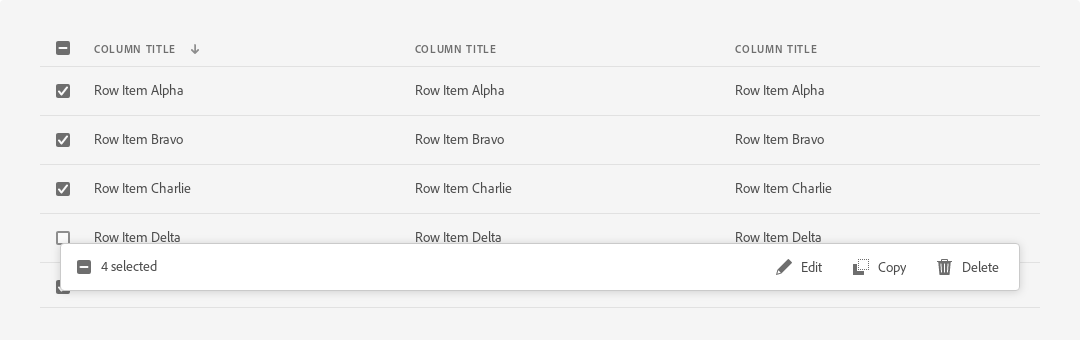 COLUMN TITLE COLUMN TITLE COLUMN TITLE
Row Item Alpha Row Item Alpha Row Item Alpha
Row Item Bravo Row Item Bravo Row Item Bravo
Row Item Charlie Row Item Charlie Row Item Charlie
Row Item Delta Row Item Delta Row Item Delta
4 selected Edit Copy Delete